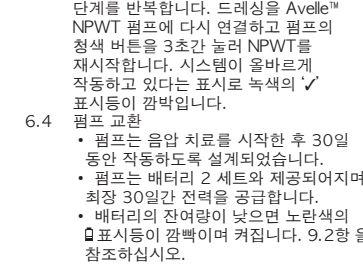 단계를 반복합니다. 드레싱을 Avelle™
NPWT 펌프에 다시 연결하고 펌프의
청색 버튼을 3초간 눌러 NPWT를
재시작합니다. 시스템이 올바르게
작동하고 있다는 표시로 녹색의 ‘✓’
표시등이 깜박입니다.
6.4 펌프 교환
• 펌프는 음압 치료를 시작한 후 30일
동안 작동하도록 설계되었습니다.
• 펌프는 배터리 2 세트와 제공되어지며
최장 30일간 전력을 공급합니다.
• 배터리의 잔여량이 낮으면 노란색의
표시등이 깜빡이며 켜집니다. 9.2항 을
참조하십시오.